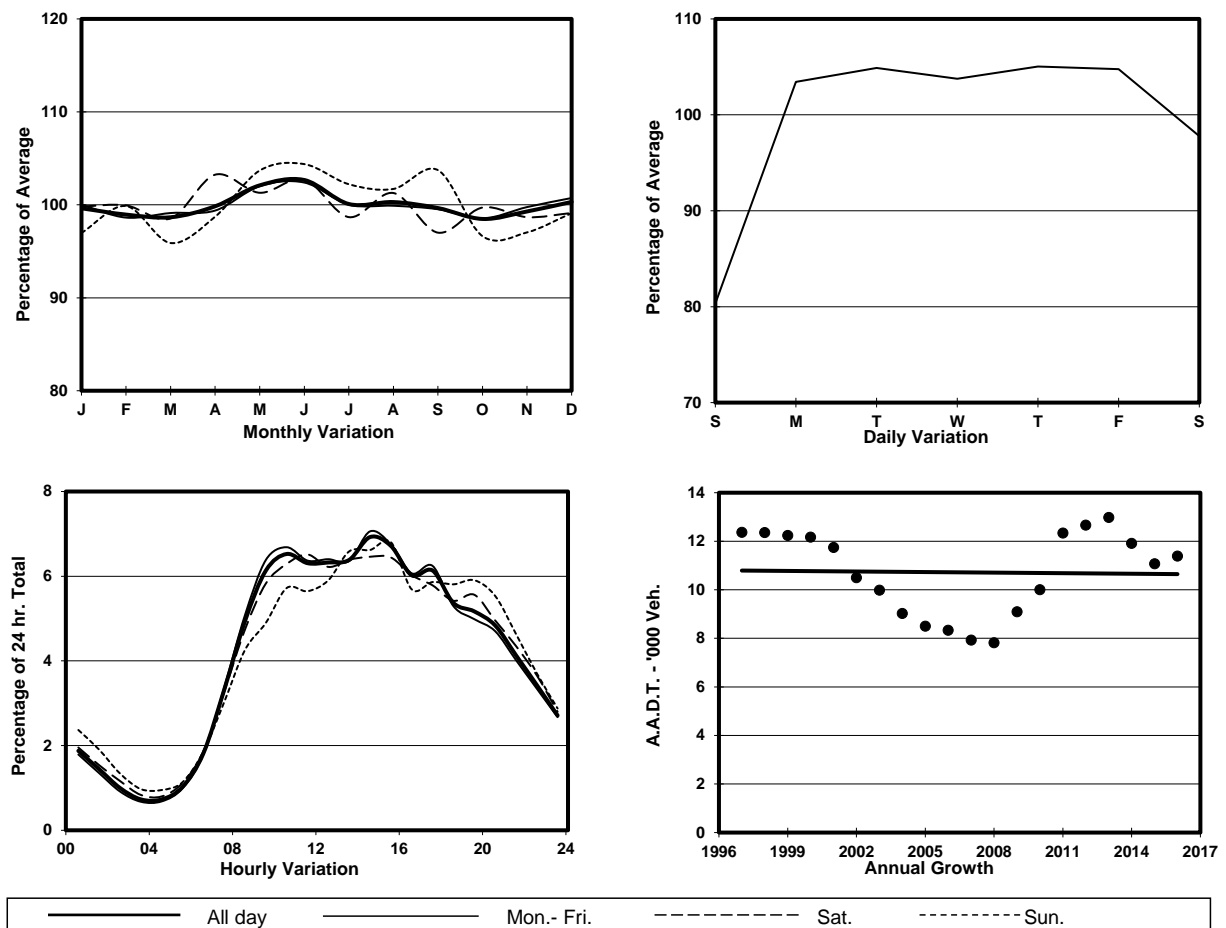 120
110
100
90
80
Percentage of Average
J F M A M J J A S O N D
Monthly Variation
110
100
90
80
70
Percentage of Average
S M T W T F S
Daily Variation
8
6
4
2
0
Percentage of 24 hr. Total
00 04 08 12 16 20 24
Hourly Variation
14
12
10
8
6
4
2
0
A.A.D.T. - '000 Veh.
1996 1999 2002 2005 2008 2011 2014 2017
Annual Growth
All day Mon.- Fri. Sat. Sun.